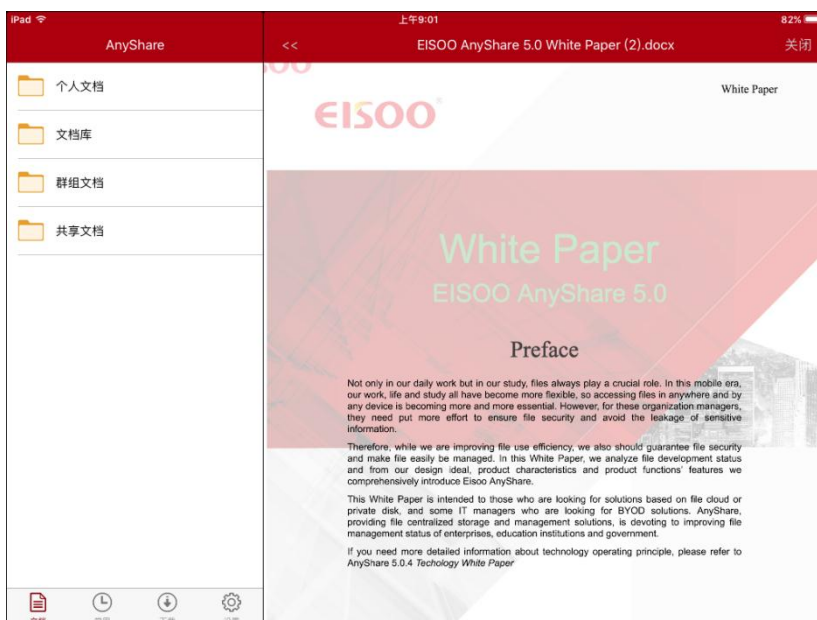 iPad
上午9:01
82%
AnyShare
<<
EISOO AnyShare 5.0 White Paper (2).docx
关闭
个人文档
文档库
群组文档
共享文档
EISOO
White Paper
White Paper
EISOO AnyShare 5.0
Preface
Not only in our daily work but in our study, files always play a crucial role. In this mobile era,
our work, life and study all have become more flexible, so accessing files in anywhere and by
any device is becoming more and more essential. However, for these organization managers,
they need put more effort to ensure file security and avoid the leakage of sensitive
information.
Therefore, while we are improving file use efficiency, we also should guarantee file security
and make file easily be managed. In this White Paper, we analyze file development status
and from our design ideal, product characteristics and product functions' features we
comprehensively introduce Eisoo AnyShare.
This White Paper is intended to those who are looking for solutions based on file cloud or
private disk, and some IT managers who are looking for BYOD solutions. AnyShare,
providing file centralized storage and management solutions, is devoting to improving file
management status of enterprises, education institutions and government.
If you need more detailed information about technology operating principle, please refer to
AnyShare 5.0.4 Techology White Paper